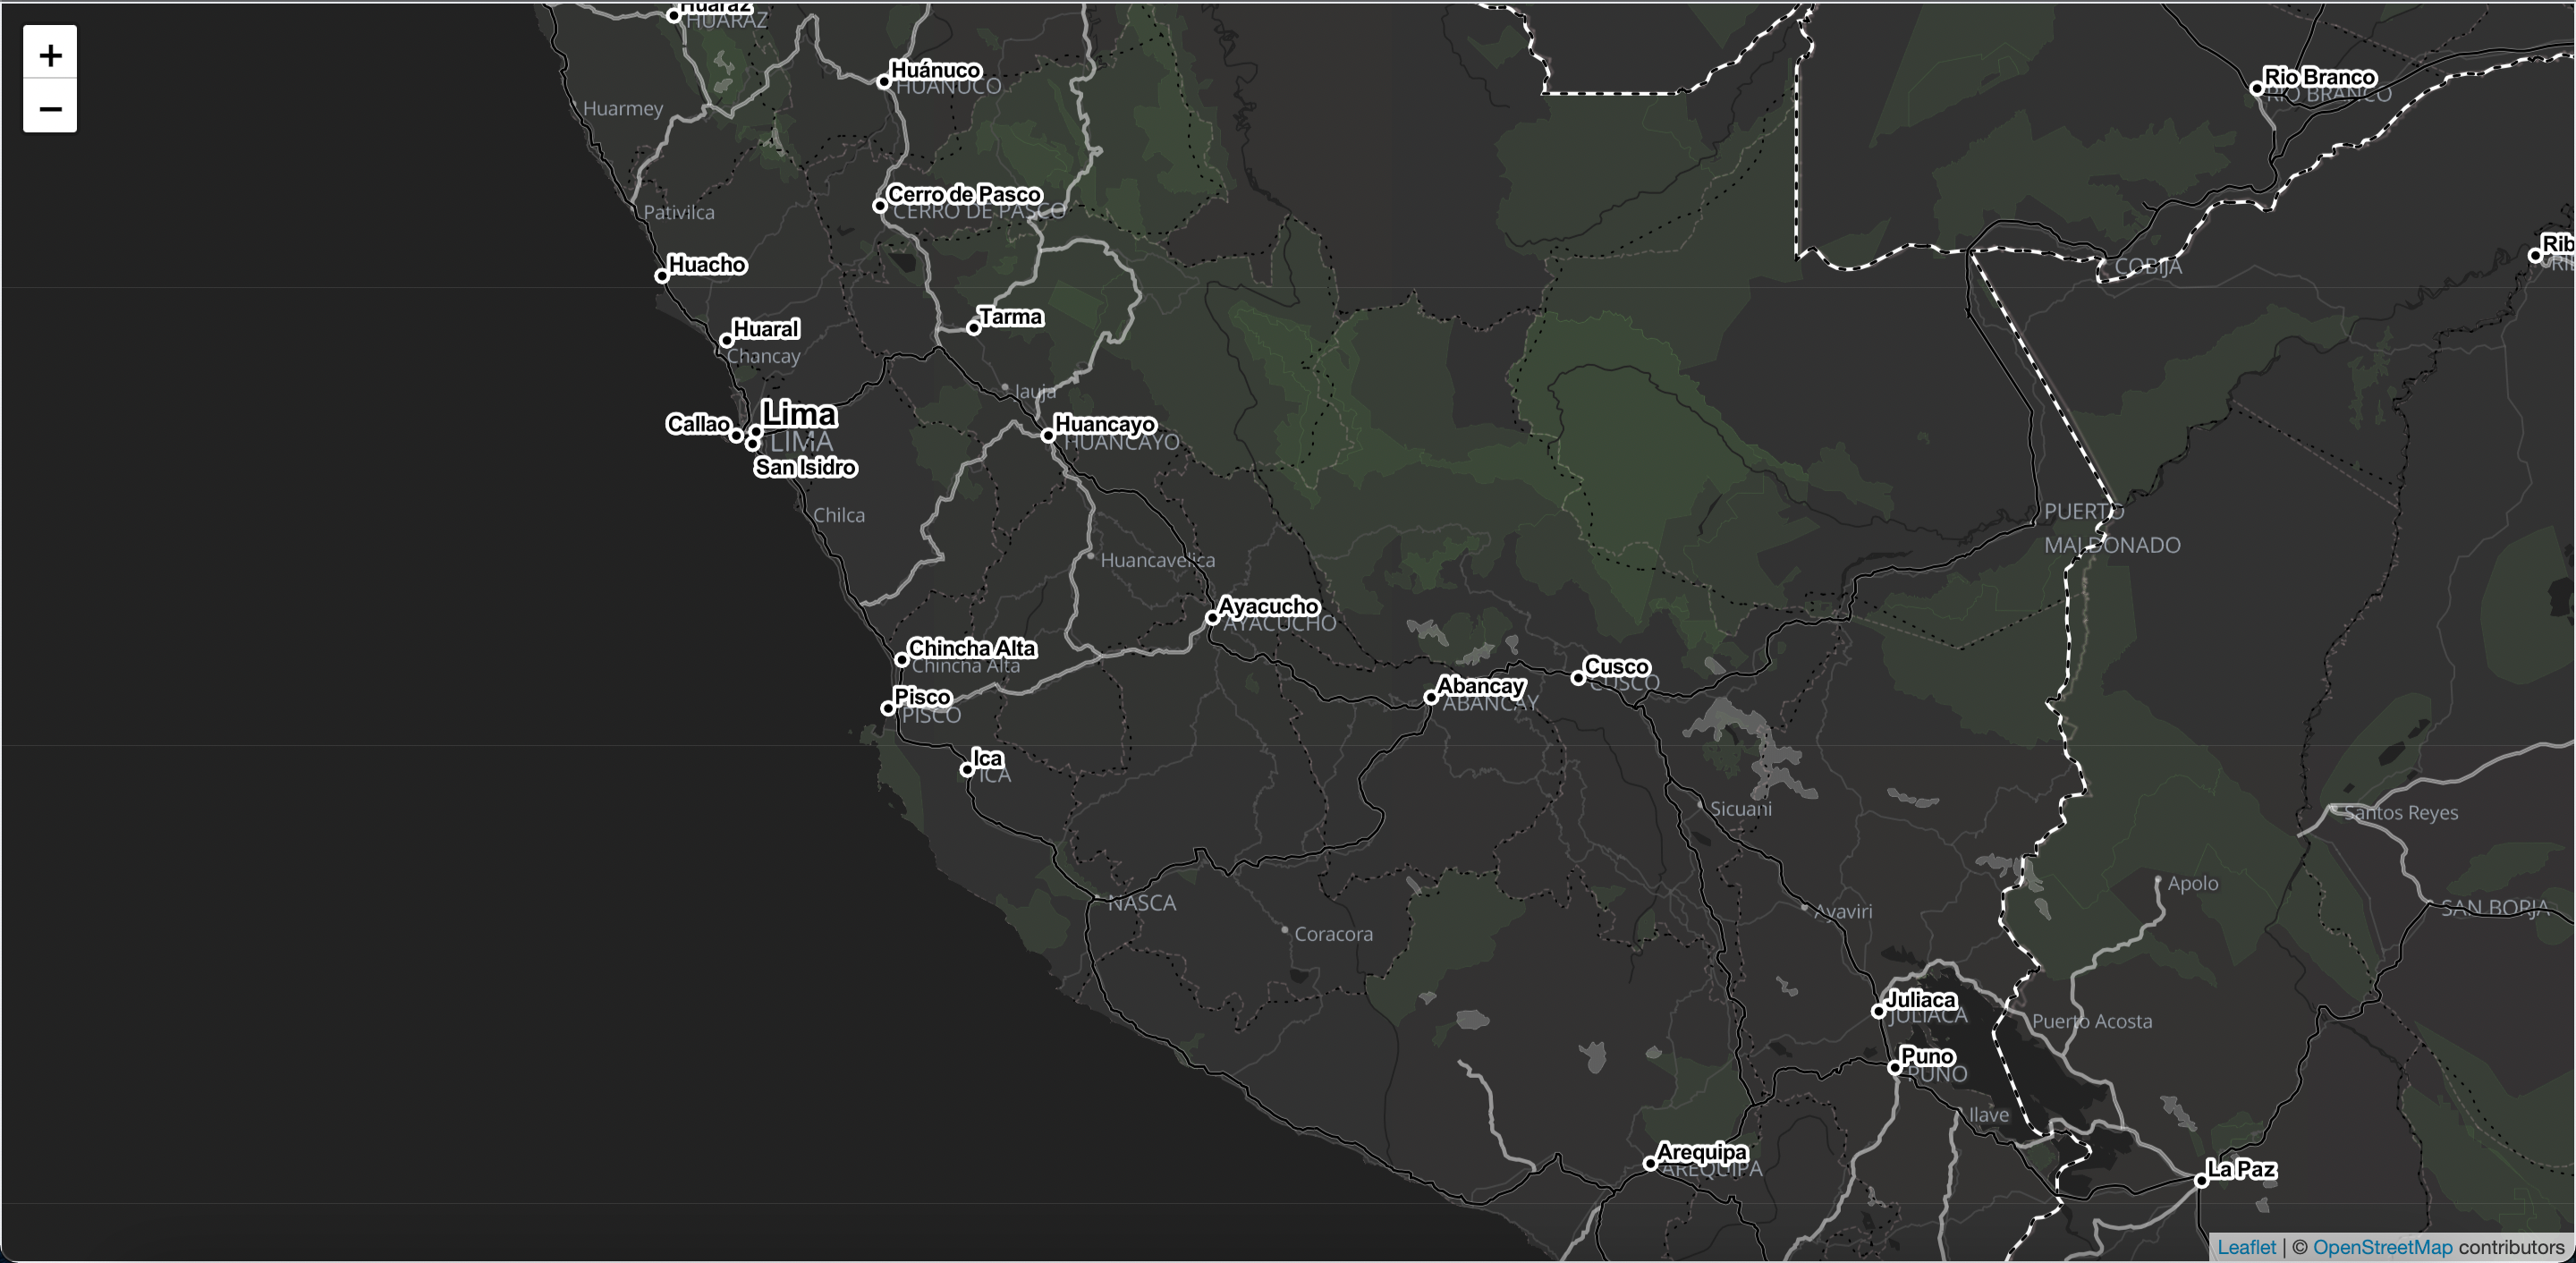 +
−
Huaraz
HUARAZ
Huánuco
HUANUCO
Huarmey
Rio Branco
RIO BRANCO
Cerro de Pasco
CERRO DE PASCO
Pativilca
Huacho
COBIJA
Rib
Huaral
Chancay
Tarma
Jauja
Lima
LIMA
Callao
San Isidro
Huancayo
HUANCAYO
Chilca
PUERTO
MALDONADO
Huancavelica
Ayacucho
AYACUCHO
Chincha Alta
Chincha Alta
Cusco
CUSCO
Abancay
ABANCAY
Pisco
PISCO
Ica
ICA
Sicuani
Santos Reyes
Apolo
NASCA
Ayaviri
SAN BORJA
Coracora
Juliaca
JULIACA
Puerto Acosta
Puno
PUNO
Ilave
Arequipa
AREQUIPA
La Paz
Leaflet | © OpenStreetMap contributors